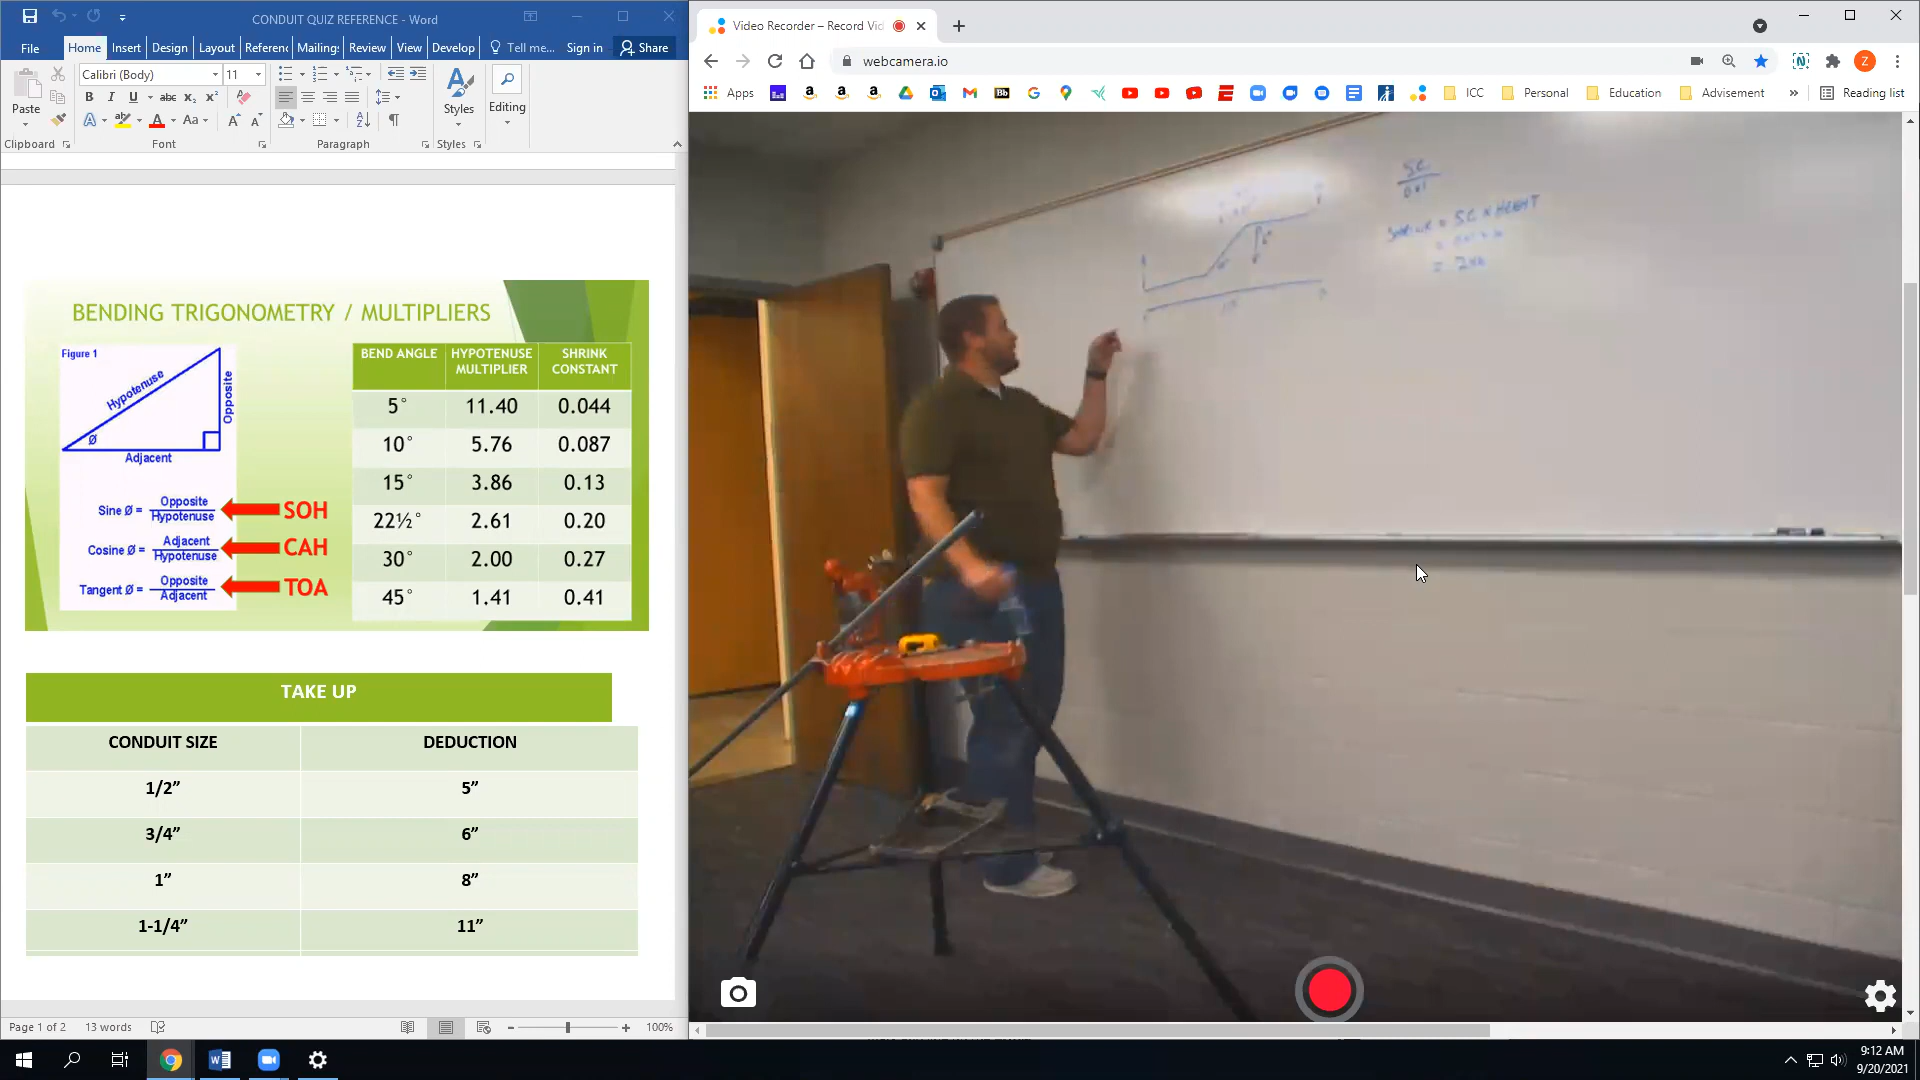 CONDUIT QUIZ REFERENCE - Word
File Home Insert Design Layout Referenc Mailings Review View Develop Tell me... Sign in Share
Calibri (Body) 11
Paste
Styles
Editing
Clipboard Font Paragraph Styles
BENDING TRIGONOMETRY / MULTIPLIERS
Figure 1
Hypotenuse
Opposite
Ø
Adjacent
Sine Ø = Opposite
Hypotenuse
SOH
Cosine Ø = Adjacent
Hypotenuse
CAH
Tangent Ø = Opposite
Adjacent
TOA
BEND ANGLE HYPOTENUSE MULTIPLIER SHRINK CONSTANT
5° 11.40 0.044
10° 5.76 0.087
15° 3.86 0.13
22½° 2.61 0.20
30° 2.00 0.27
45° 1.41 0.41
TAKE UP
CONDUIT SIZE DEDUCTION
1/2” 5”
3/4” 6”
1” 8”
1-1/4” 11”
Page 1 of 2 13 words 100%
Video Recorder – Record Vid
webcamera.io
Z
Apps Bb ICC Personal Education Advisement » Reading list
S.C
= S.C x HEIGHT
9:12 AM
9/20/2021